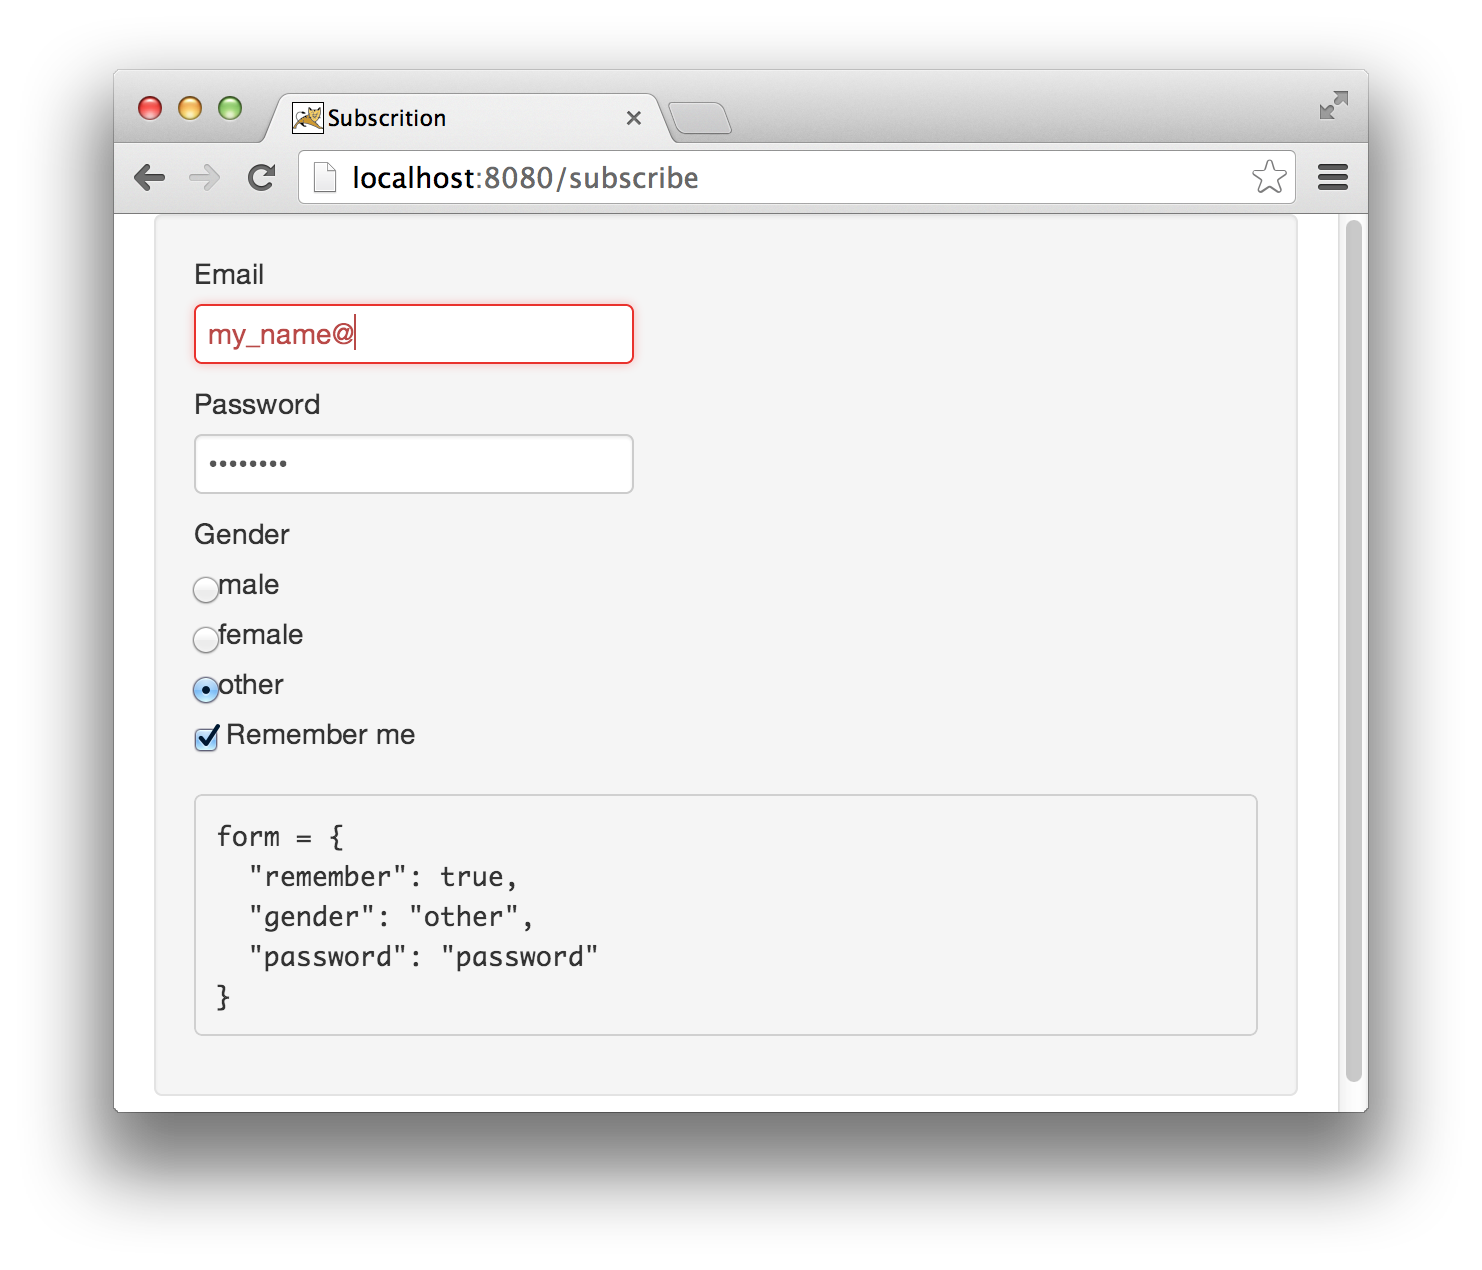 Subscrition
localhost:8080/subscribe
Email
my_name@
Password
••••••••
Gender
male
female
other
Remember me
form = {
  "remember": true,
  "gender": "other",
  "password": "password"
}